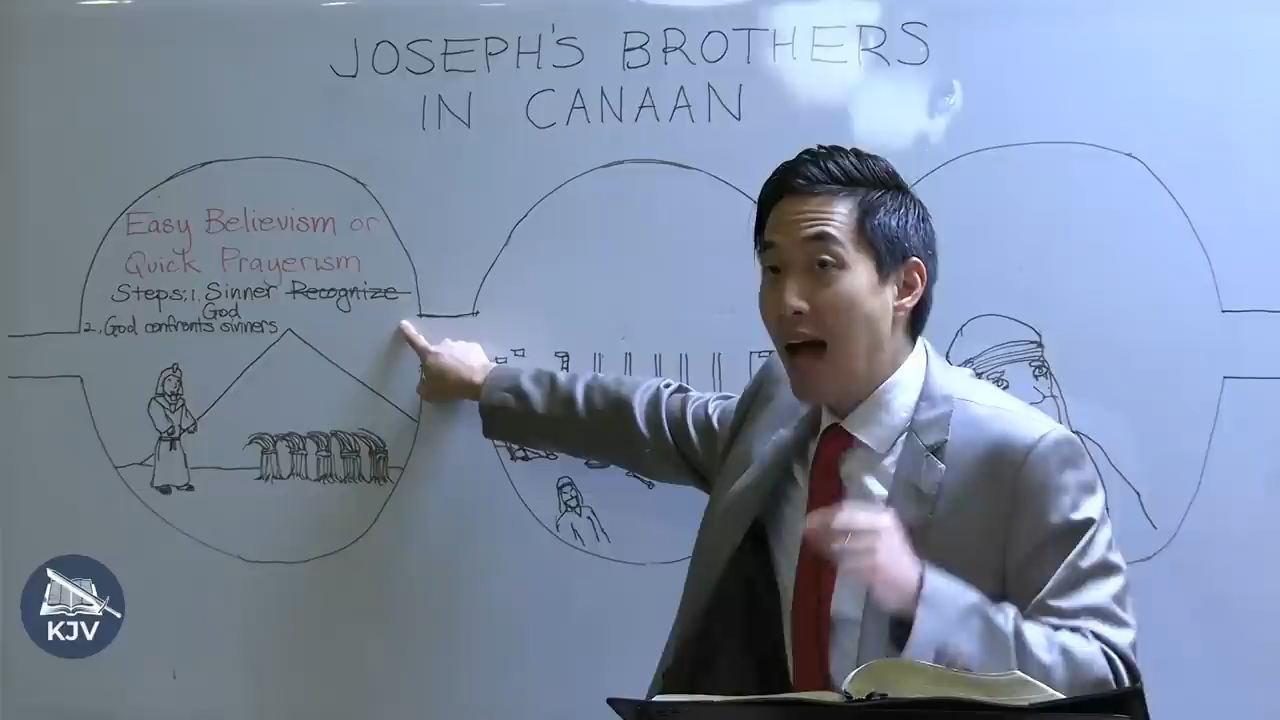 JOSEPH'S BROTHERS
IN CANAAN
Easy Believism or
Quick Prayerism
Steps: 1. Sinner Recognize
God
2. God confronts sinners
KJV